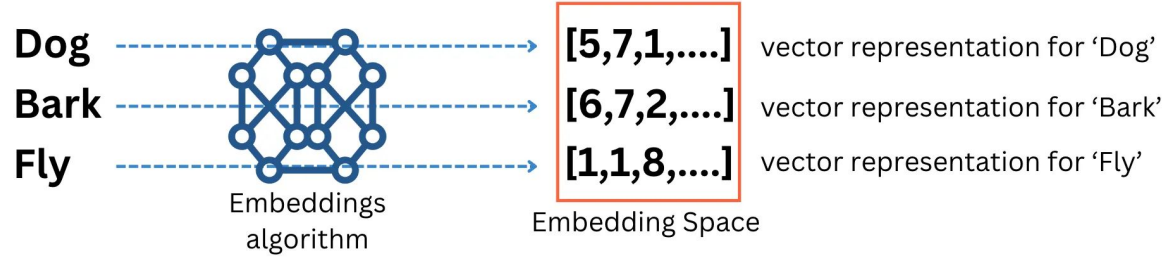 Dog
[5,7,1,....]
vector representation for ‘Dog’
Bark
[6,7,2,....]
vector representation for ‘Bark’
Fly
[1,1,8,....]
vector representation for ‘Fly’
Embeddings
algorithm
Embedding Space